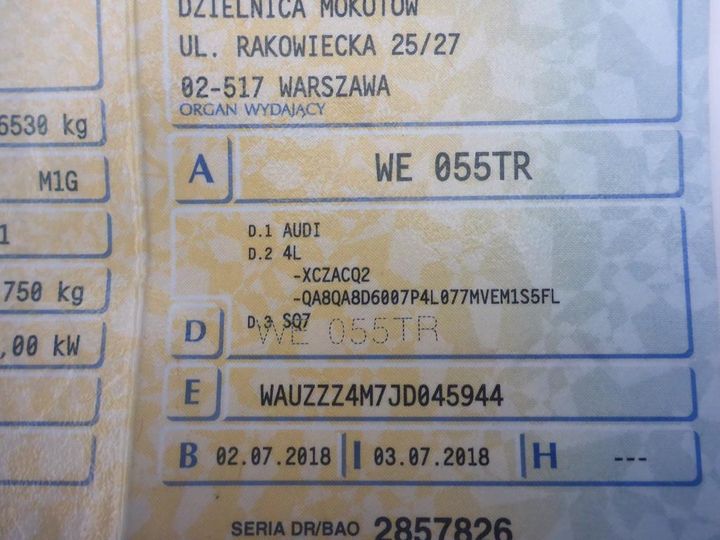 DZIELNICA MOKOTÓW
UL. RAKOWIECKA 25/27
02-517 WARSZAWA
ORGAN WYDAJĄCY
6530 kg
A WE 055TR
M1G
D.1 AUDI
1
D.2 4L
-XCZACQ2
750 kg
-QA8QA8D6007P4L077MVEM1S5FL
D D.3 SQ7
WE 055TR
,00 kW
E WAUZZZ4M7JD045944
B 02.07.2018 I 03.07.2018 H ---
SERIA DR/BAO 2857826